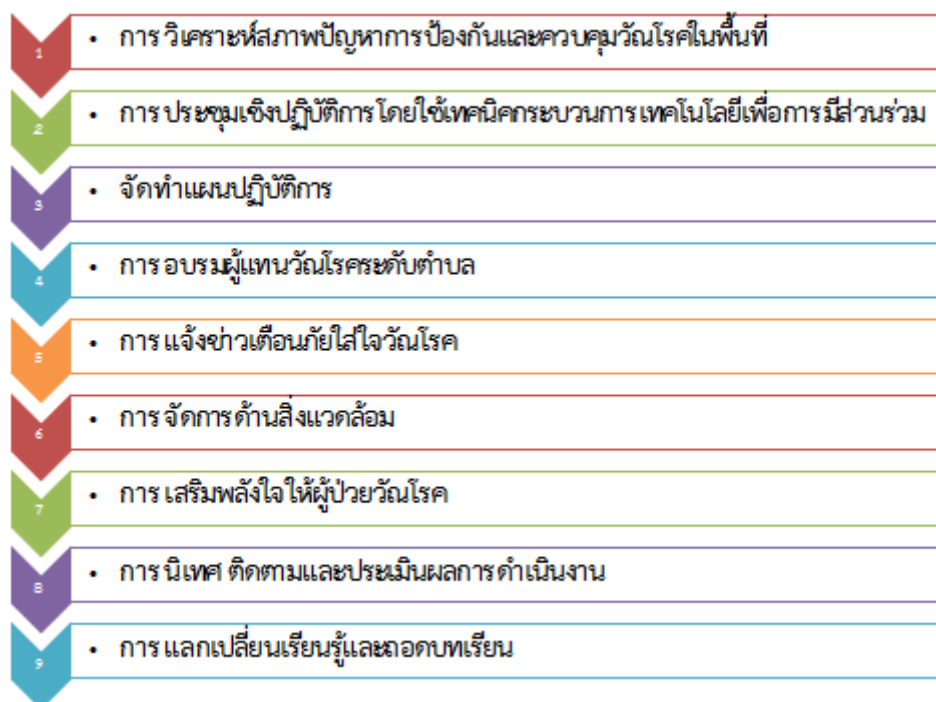 1
• การวิเคราะห์สภาพปัญหาการป้องกันและควบคุมวัณโรคในพื้นที่
2
• การประชุมเชิงปฏิบัติการโดยใช้เทคนิคกระบวนการเทคโนโลยีเพื่อการมีส่วนร่วม
3
• จัดทำแผนปฏิบัติการ
4
• การอบรมผู้แทนวัณโรคระดับตำบล
5
• การแจ้งข่าวเตือนภัยใส่ใจวัณโรค
6
• การจัดการด้านสิ่งแวดล้อม
7
• การเสริมพลังใจให้ผู้ป่วยวัณโรค
8
• การนิเทศ ติดตามและประเมินผลการดำเนินงาน
9
• การแลกเปลี่ยนเรียนรู้และถอดบทเรียน